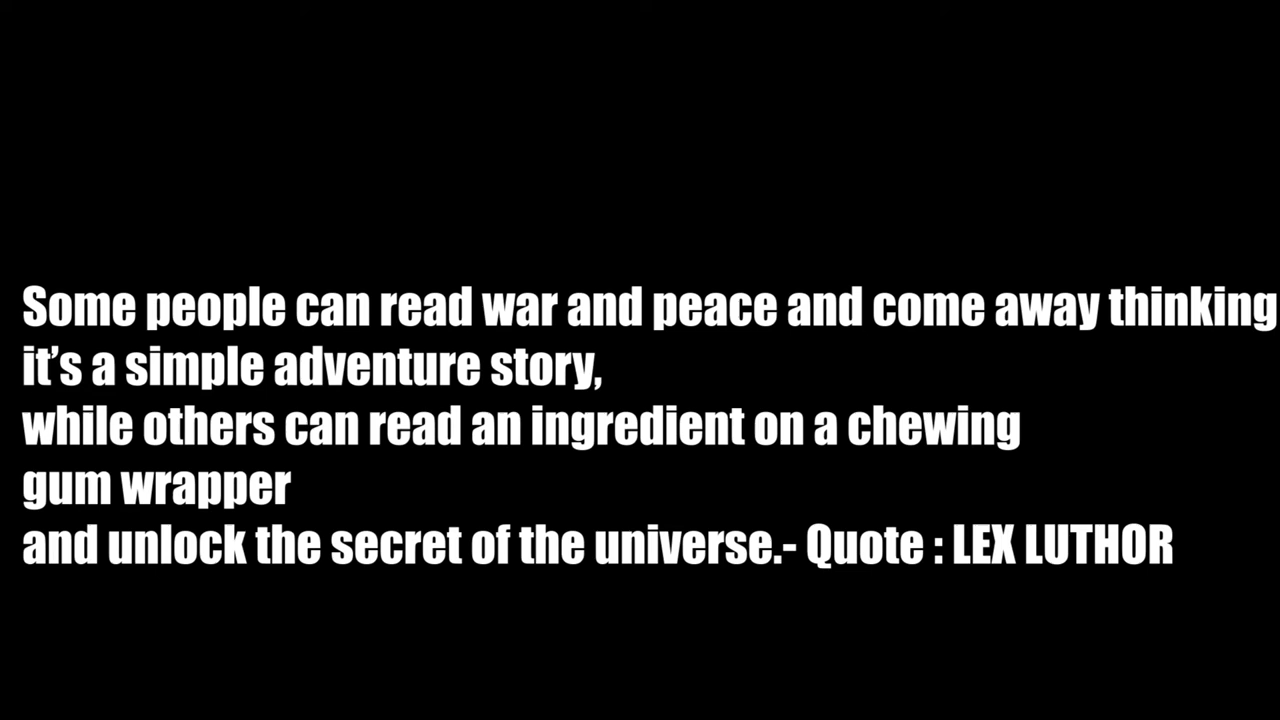 Some people can read war and peace and come away thinking
it’s a simple adventure story,
while others can read an ingredient on a chewing
gum wrapper
and unlock the secret of the universe.- Quote : LEX LUTHOR